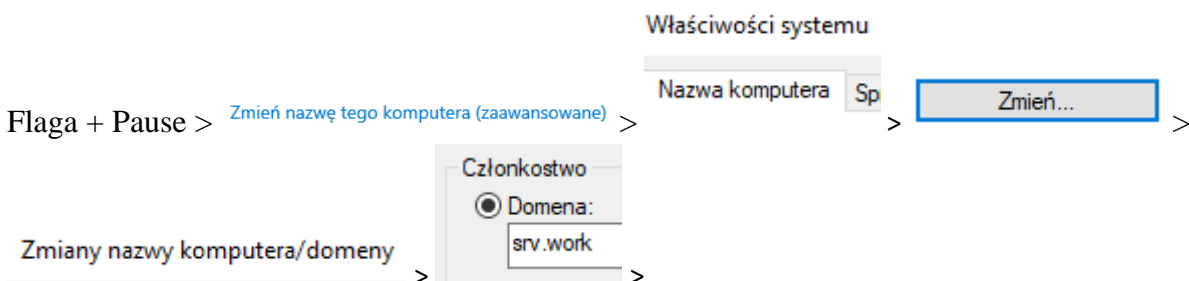 Właściwości systemu
Flaga + Pause > Zmień nazwę tego komputera (zaawansowane) > Nazwa komputera > Zmień... >
Członkostwo
Domena:
Zmiany nazwy komputera/domeny > srv.work >